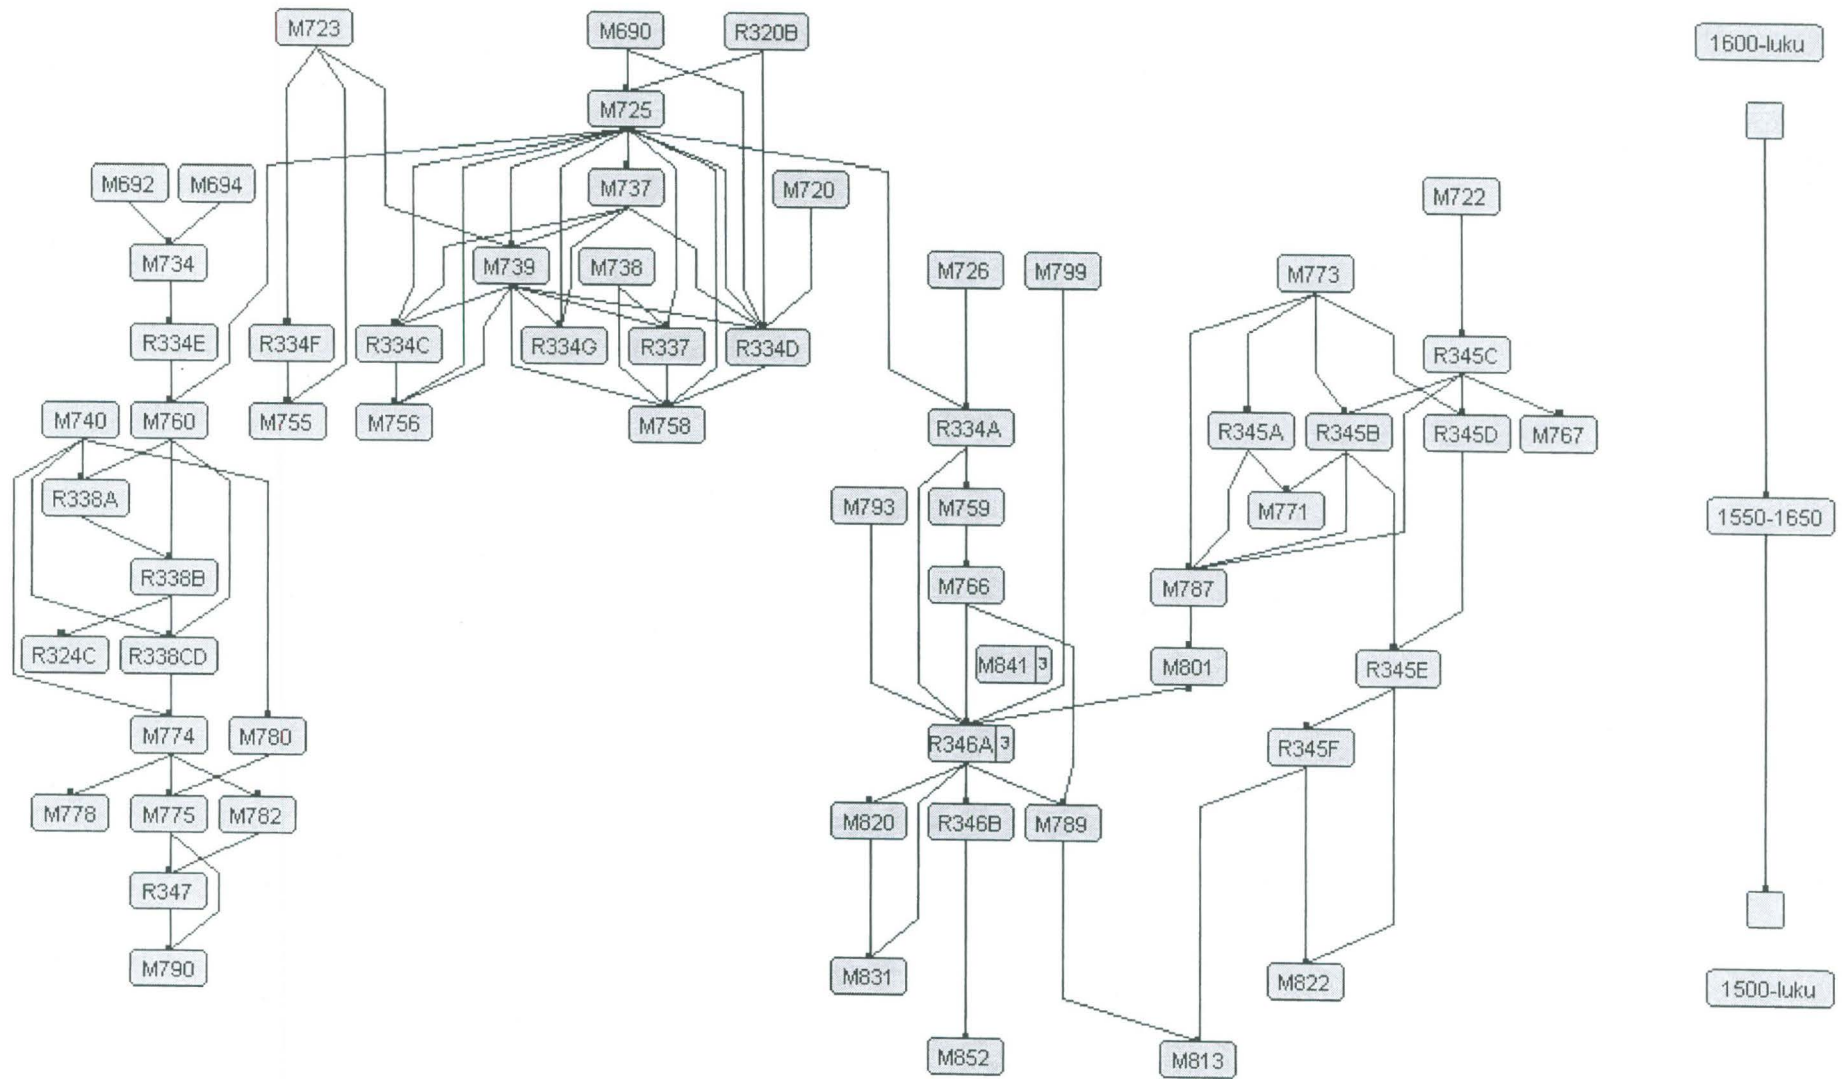 M723 M690 R320B
1600-luku
M725
M692 M694 M737 M720 M722
M734 M739 M738 M726 M799 M773
R334E R334F R334C R334G R337 R334D R345C
M740 M760 M755 M756 M758 R334A R345A R345B R345D M767
R338A M793 M759 M771 1550-1650
R338B M766 M787
R324C R338CD M841 3 M801 R345E
M774 M780 R346A 3 R345F
M778 M775 M782 M820 R346B M789
R347
M790 M831 M822 1500-luku
M852 M813